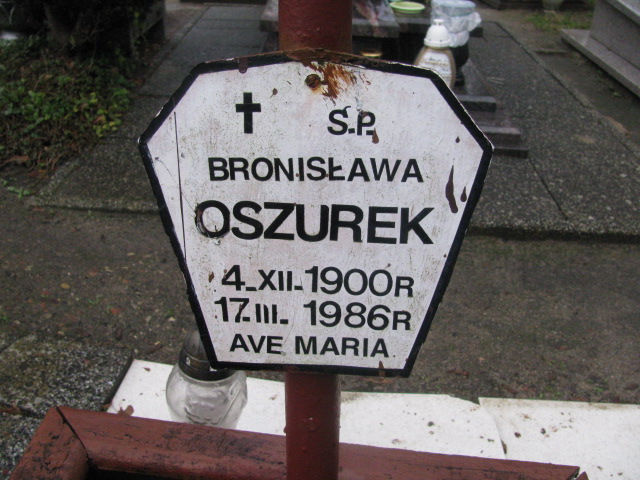 Ś.P.
BRONISŁAWA
OSZUREK
4-XII-1900R
17-III- 1986R
AVE MARIA